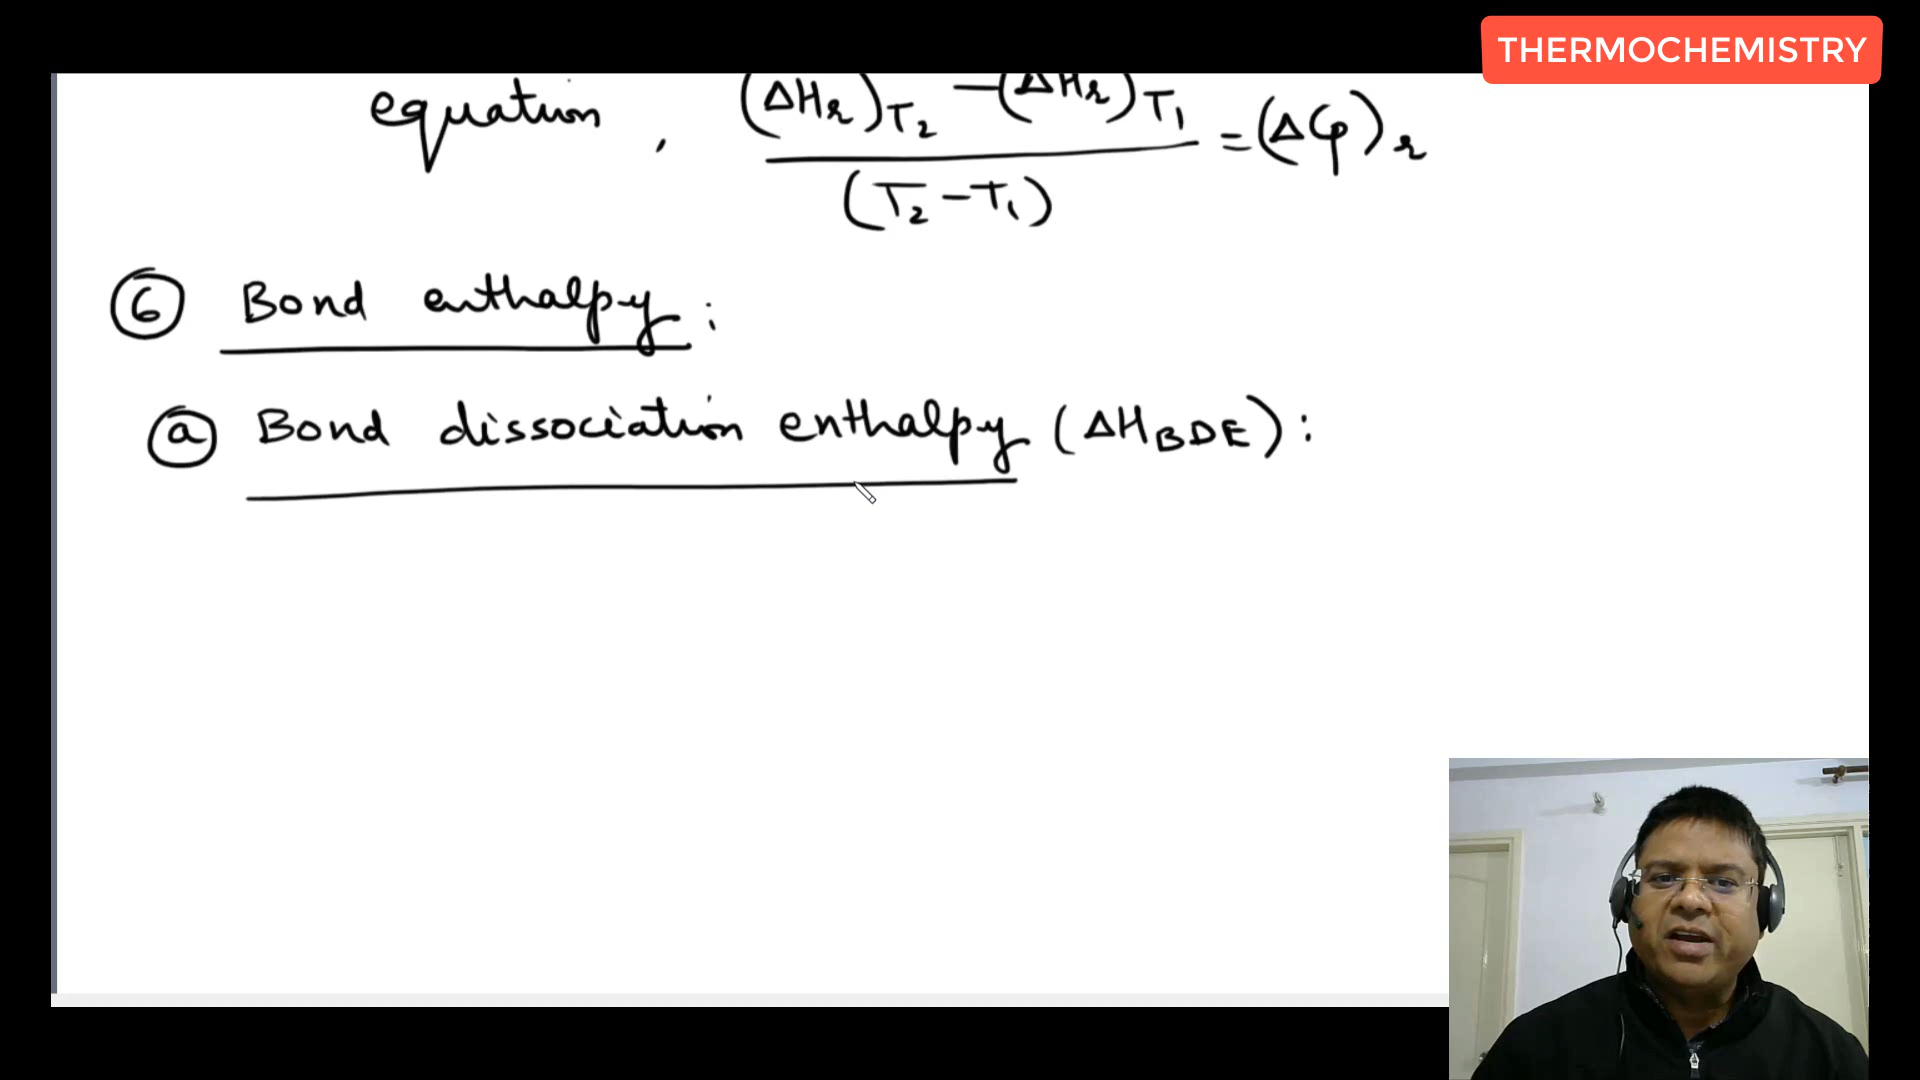 THERMOCHEMISTRY
equation, (ΔHr)T2 - (ΔHr)T1 / (T2 - T1) = (ΔCp)r
⑥ Bond enthalpy:
ⓐ Bond dissociation enthalpy (ΔHBDE):